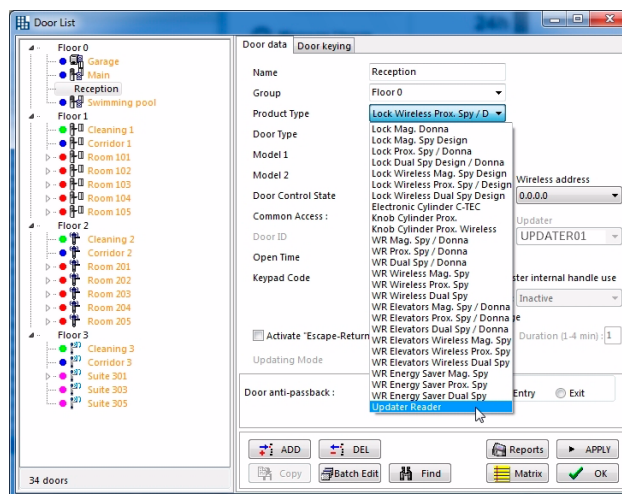 24h
Door List
Floor 0
Garage
Main
Reception
Swimming pool
Floor 1
Cleaning 1
Corridor 1
Room 101
Room 102
Room 103
Room 104
Room 105
Floor 2
Cleaning 2
Corridor 2
Room 201
Room 202
Room 203
Room 204
Room 205
Floor 3
Cleaning 3
Corridor 3
Suite 301
Suite 303
Suite 305
34 doors
Door data Door keying
Name Reception
Group Floor 0
Product Type Lock Wireless Prox. Spy / D
Door Type
Model 1
Model 2
Door Control State
Common Access :
Door ID
Open Time
Keypad Code
Activate "Escape-Return
Updating Mode
Door anti-passback :
Lock Mag. Donna
Lock Mag. Spy Design
Lock Prox. Spy / Donna
Lock Dual Spy Design / Donna
Lock Wireless Mag. Spy Design
Lock Wireless Prox. Spy / Design
Lock Wireless Dual Spy Design
Electronic Cylinder C-TEC
Knob Cylinder Prox.
Knob Cylinder Prox. Wireless
WR Mag. Spy / Donna
WR Prox. Spy / Donna
WR Dual Spy / Donna
WR Wireless Mag. Spy
WR Wireless Prox. Spy
WR Wireless Dual Spy
WR Elevators Mag. Spy / Donna
WR Elevators Prox. Spy / Donna
WR Elevators Dual Spy / Donna
WR Elevators Wireless Mag. Spy
WR Elevators Wireless Prox. Spy
WR Elevators Wireless Dual Spy
WR Energy Saver Mag. Spy
WR Energy Saver Prox. Spy
WR Energy Saver Dual Spy
Updater Reader
Wireless address
0.0.0.0
Updater
UPDATER01
ster internal handle use
Inactive
e
Duration (1-4 min) : 1
Entry Exit
ADD DEL Reports APPLY
Copy Batch Edit Find Matrix OK